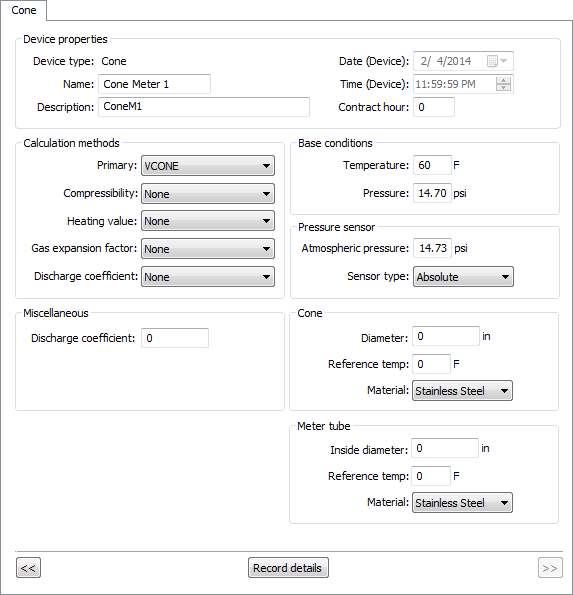 Cone
Device properties
Device type: Cone
Date (Device): 2/ 4/2014
Name: Cone Meter 1
Time (Device): 11:59:59 PM
Description: ConeM1
Contract hour: 0
Calculation methods
Primary: VCONE
Compressibility: None
Heating value: None
Gas expansion factor: None
Discharge coefficient: None
Base conditions
Temperature: 60 F
Pressure: 14.70 psi
Pressure sensor
Atmospheric pressure: 14.73 psi
Sensor type: Absolute
Miscellaneous
Discharge coefficient: 0
Cone
Diameter: 0 in
Reference temp: 0 F
Material: Stainless Steel
Meter tube
Inside diameter: 0 in
Reference temp: 0 F
Material: Stainless Steel
<< Record details >>